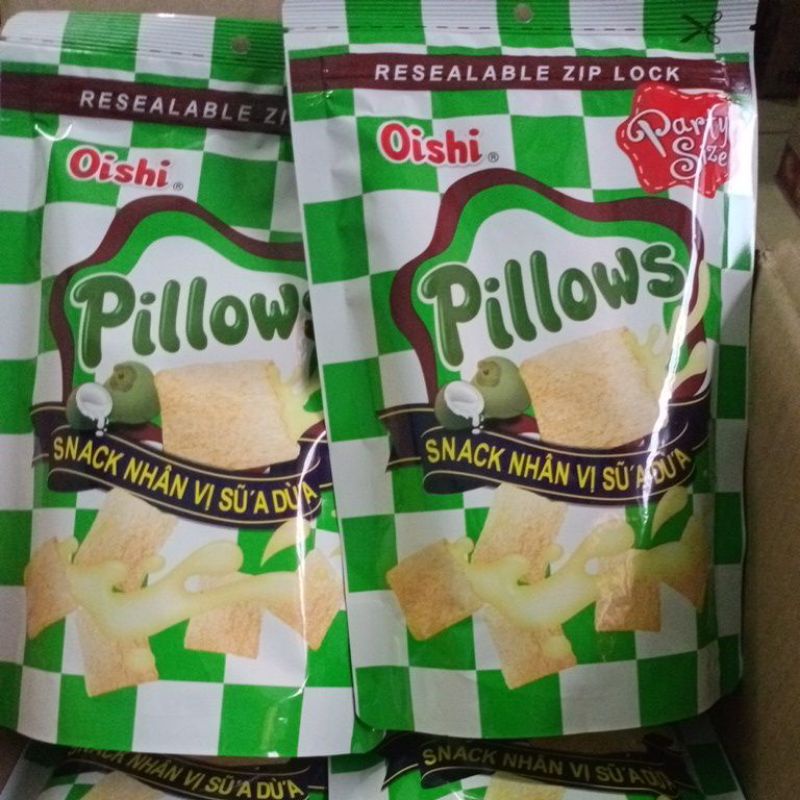 RESEALABLE ZI
Oishi ®
Pillows
SNACK NHÂN VỊ SỮA DỪA
RESEALABLE ZIP LOCK
Party
Size
Oishi ®
Pillows
SNACK NHÂN VỊ SỮA DỪA
SNACK NHÂN VỊ SỮA DỪA
SNACK NHÂN VỊ SỮA DỪA